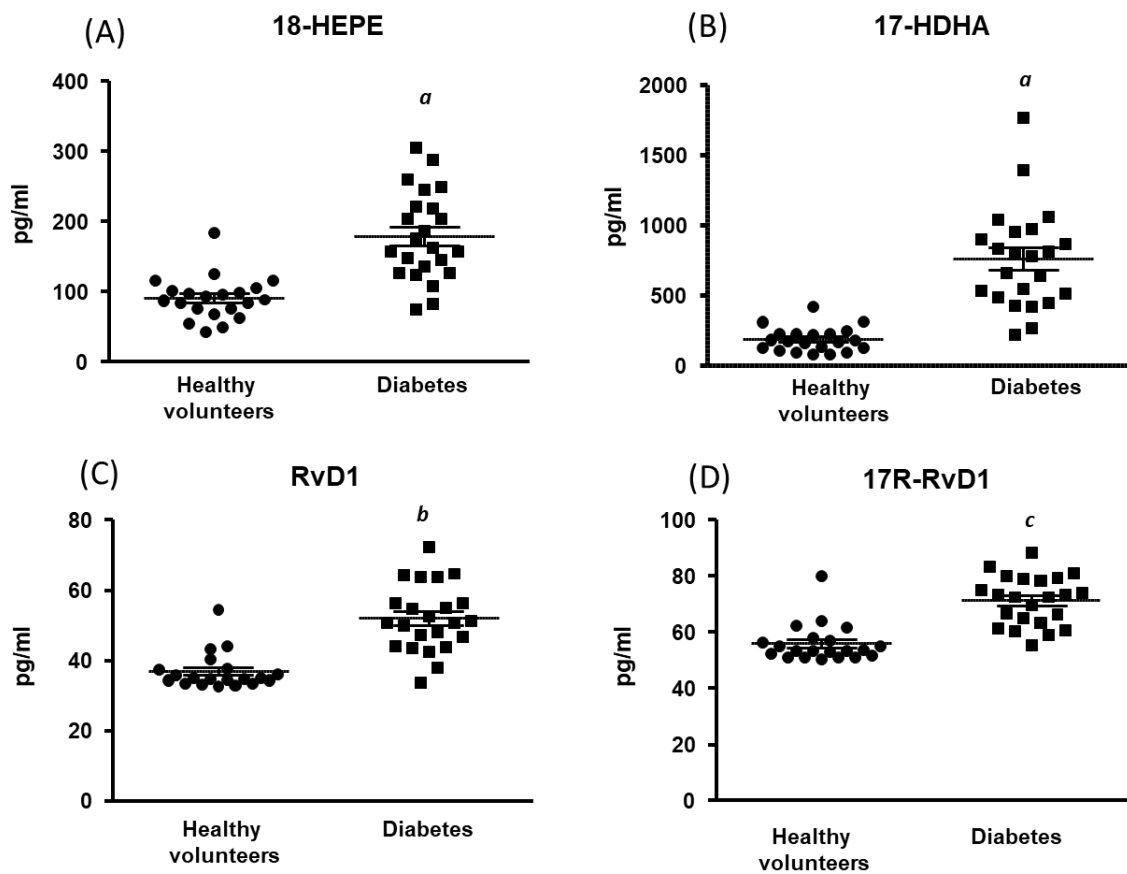 (A)
18-HEPE
a
400
300
200
100
0
pg/ml
Healthy
volunteers
Diabetes
(B)
17-HDHA
a
2000
1500
1000
500
0
pg/ml
Healthy
volunteers
Diabetes
(C)
RvD1
b
80
60
40
20
0
pg/ml
Healthy
volunteers
Diabetes
(D)
17R-RvD1
c
100
80
60
40
20
0
pg/ml
Healthy
volunteers
Diabetes